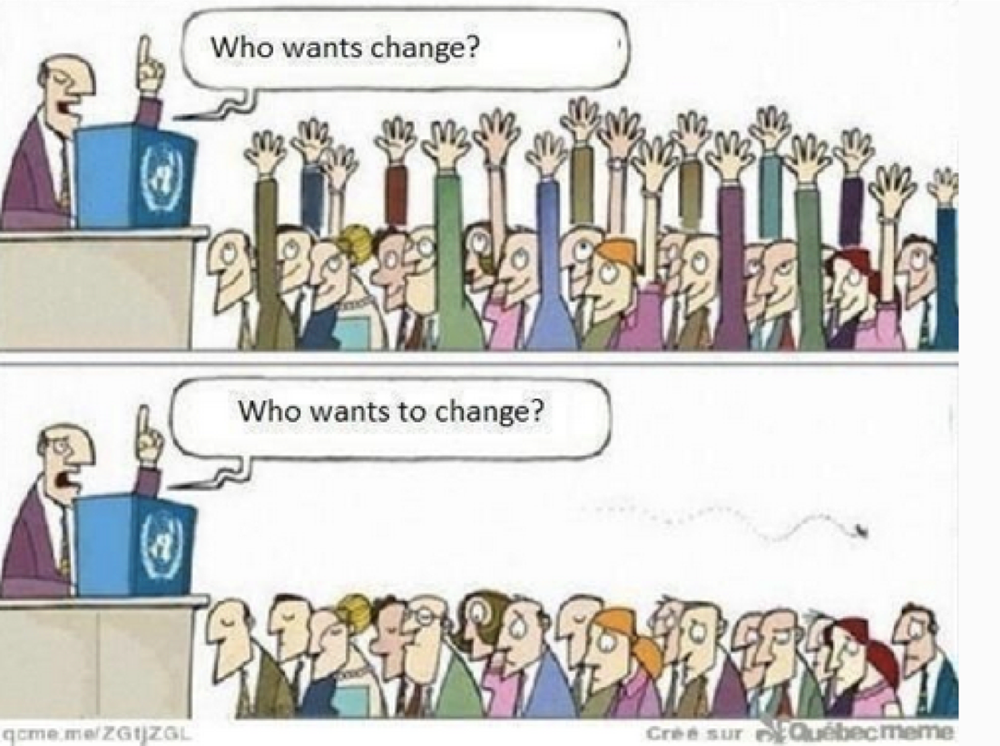 Who wants change?
Who wants to change?
qcme.me/ZGtjZGL
Créé sur Québecmeme